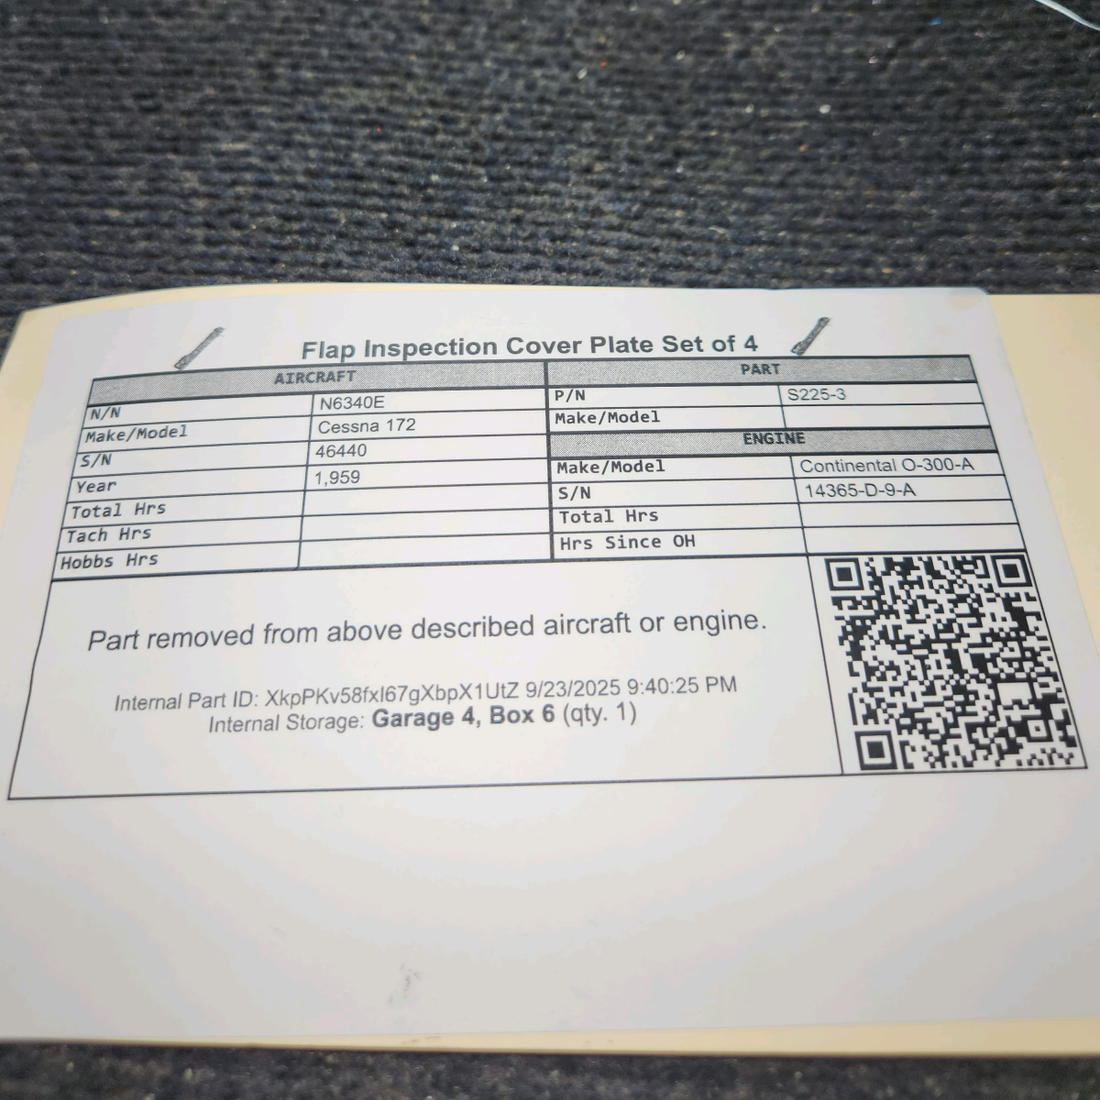 Flap Inspection Cover Plate Set of 4
AIRCRAFT
N/N N6340E
Make/Model Cessna 172
S/N 46440
Year 1,959
Total Hrs
Tach Hrs
Hobbs Hrs
PART
P/N S225-3
Make/Model
ENGINE
Make/Model Continental O-300-A
S/N 14365-D-9-A
Total Hrs
Hrs Since OH
Part removed from above described aircraft or engine.
Internal Part ID: XkpPKv58fxI67gXbpX1UtZ 9/23/2025 9:40:25 PM
Internal Storage: Garage 4, Box 6 (qty. 1)